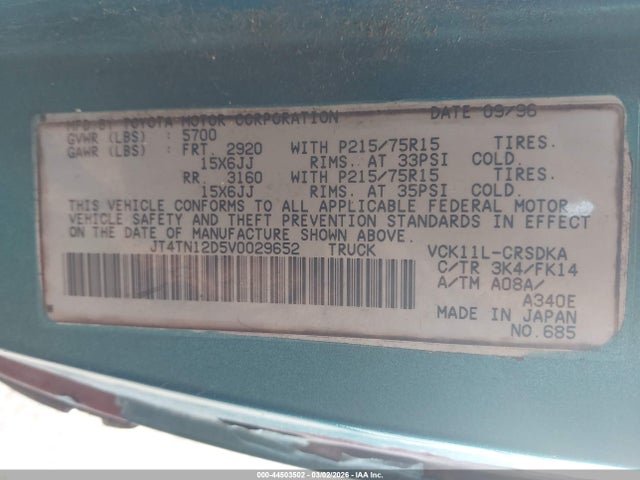 MFD BY TOYOTA MOTOR CORPORATION DATE 09/96
GVWR (LBS) : 5700
GAWR (LBS) : FRT. 2920 WITH P215/75R15 TIRES.
15X6JJ RIMS. AT 33PSI COLD.
RR. 3160 WITH P215/75R15 TIRES.
15X6JJ RIMS. AT 35PSI COLD.
THIS VEHICLE CONFORMS TO ALL APPLICABLE FEDERAL MOTOR
VEHICLE SAFETY AND THEFT PREVENTION STANDARDS IN EFFECT
ON THE DATE OF MANUFACTURE SHOWN ABOVE.
JT4TN12D5V0029652 TRUCK VCK11L-CRSDKA
C/TR 3K4/FK14
A/TM A08A/
A340E
MADE IN JAPAN
NO.685
000-44503502 - 03/02/2026 - IAAI.com